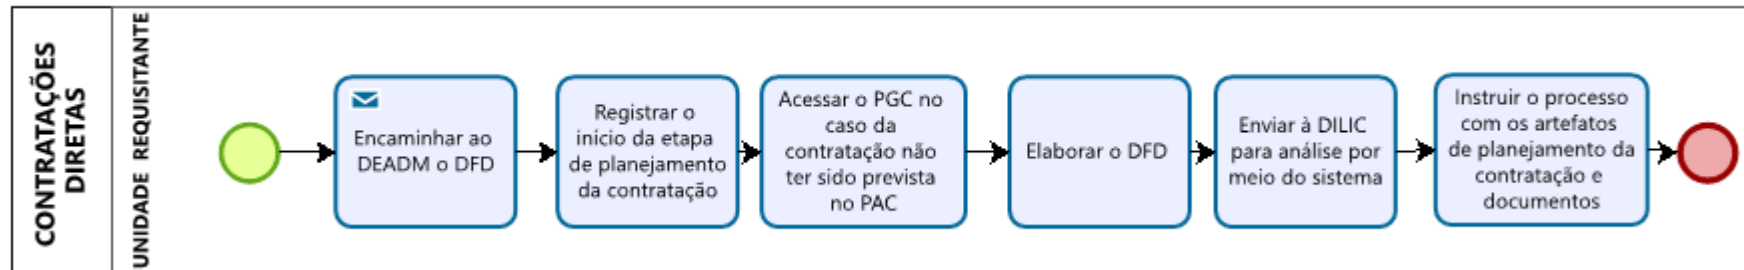 CONTRATAÇÕES
DIRETAS
UNIDADE REQUISITANTE
Encaminhar ao
DEADM o DFD
Registrar o
início da etapa
de planejamento
da contratação
Acessar o PGC no
caso da
contratação não
ter sido prevista
no PAC
Elaborar o DFD
Enviar à DILIC
para análise por
meio do sistema
Instruir o processo
com os artefatos
de planejamento da
contratação e
documentos